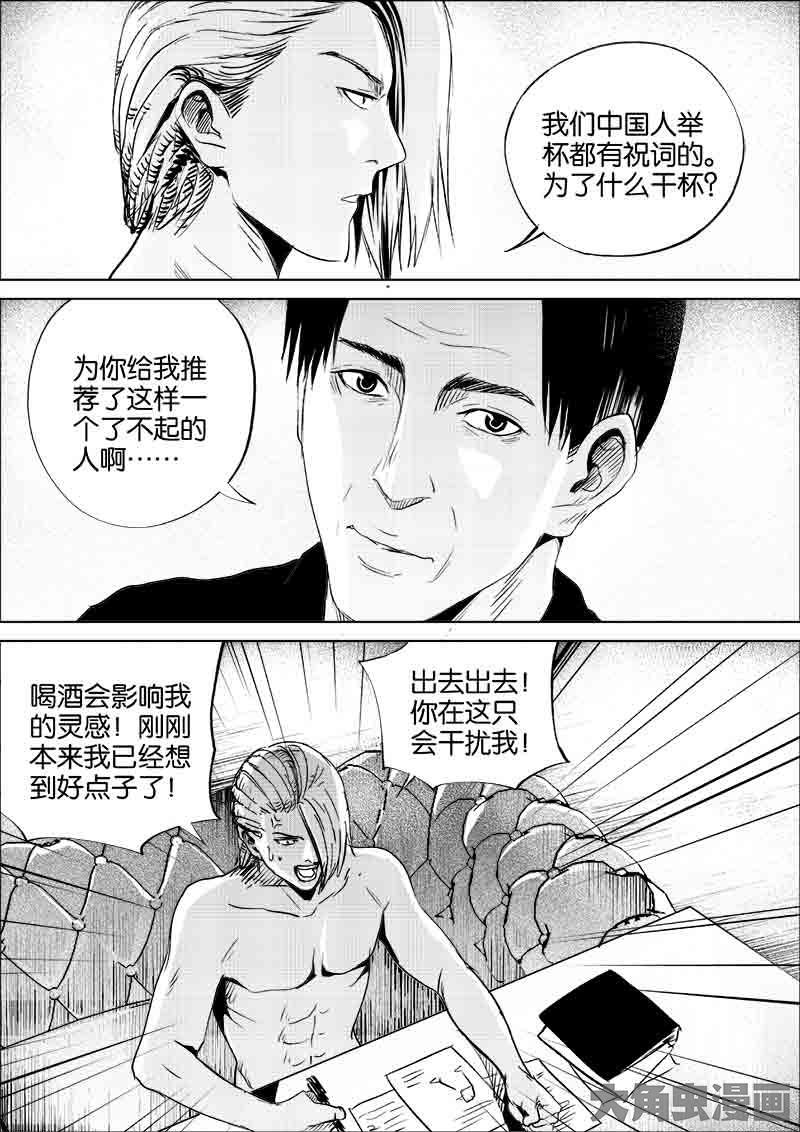 我们中国人举
杯都有祝词的。
为了什么干杯？
为你给我推
荐了这样一
个了不起的
人啊……
喝酒会影响我
的灵感！刚刚
本来我已经想
到好点子了！
出去出去！
你在这只
会干扰我！
大角虫漫画